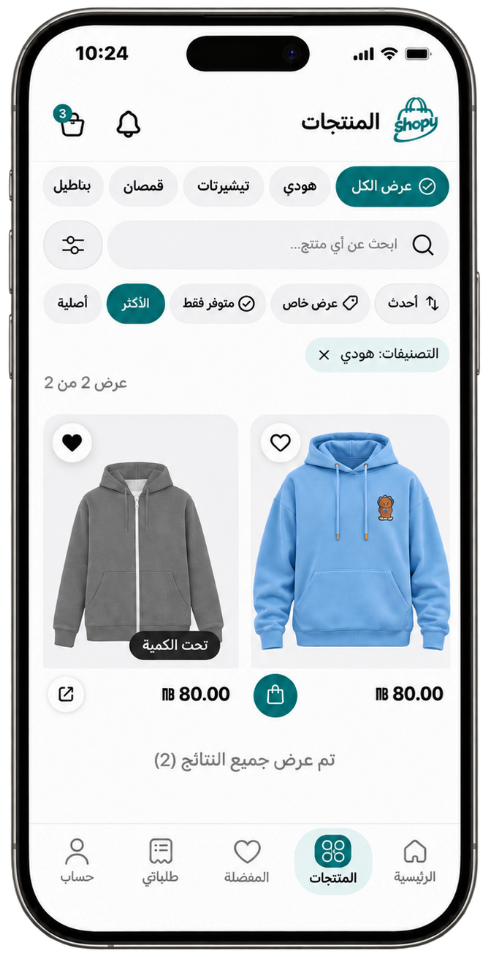 10:24
shopy
المنتجات
3
عرض الكل
هودي
تيشيرتات
قمصان
بناطيل
ابحث عن أي منتج...
أحدث
عرض خاص
متوفر فقط
الأكثر
أصلية
التصنيفات: هودي ×
عرض 2 من 2
تحت الكمية
80.00
80.00
تم عرض جميع النتائج (2)
الرئيسية
المنتجات
المفضلة
طلباتي
حساب